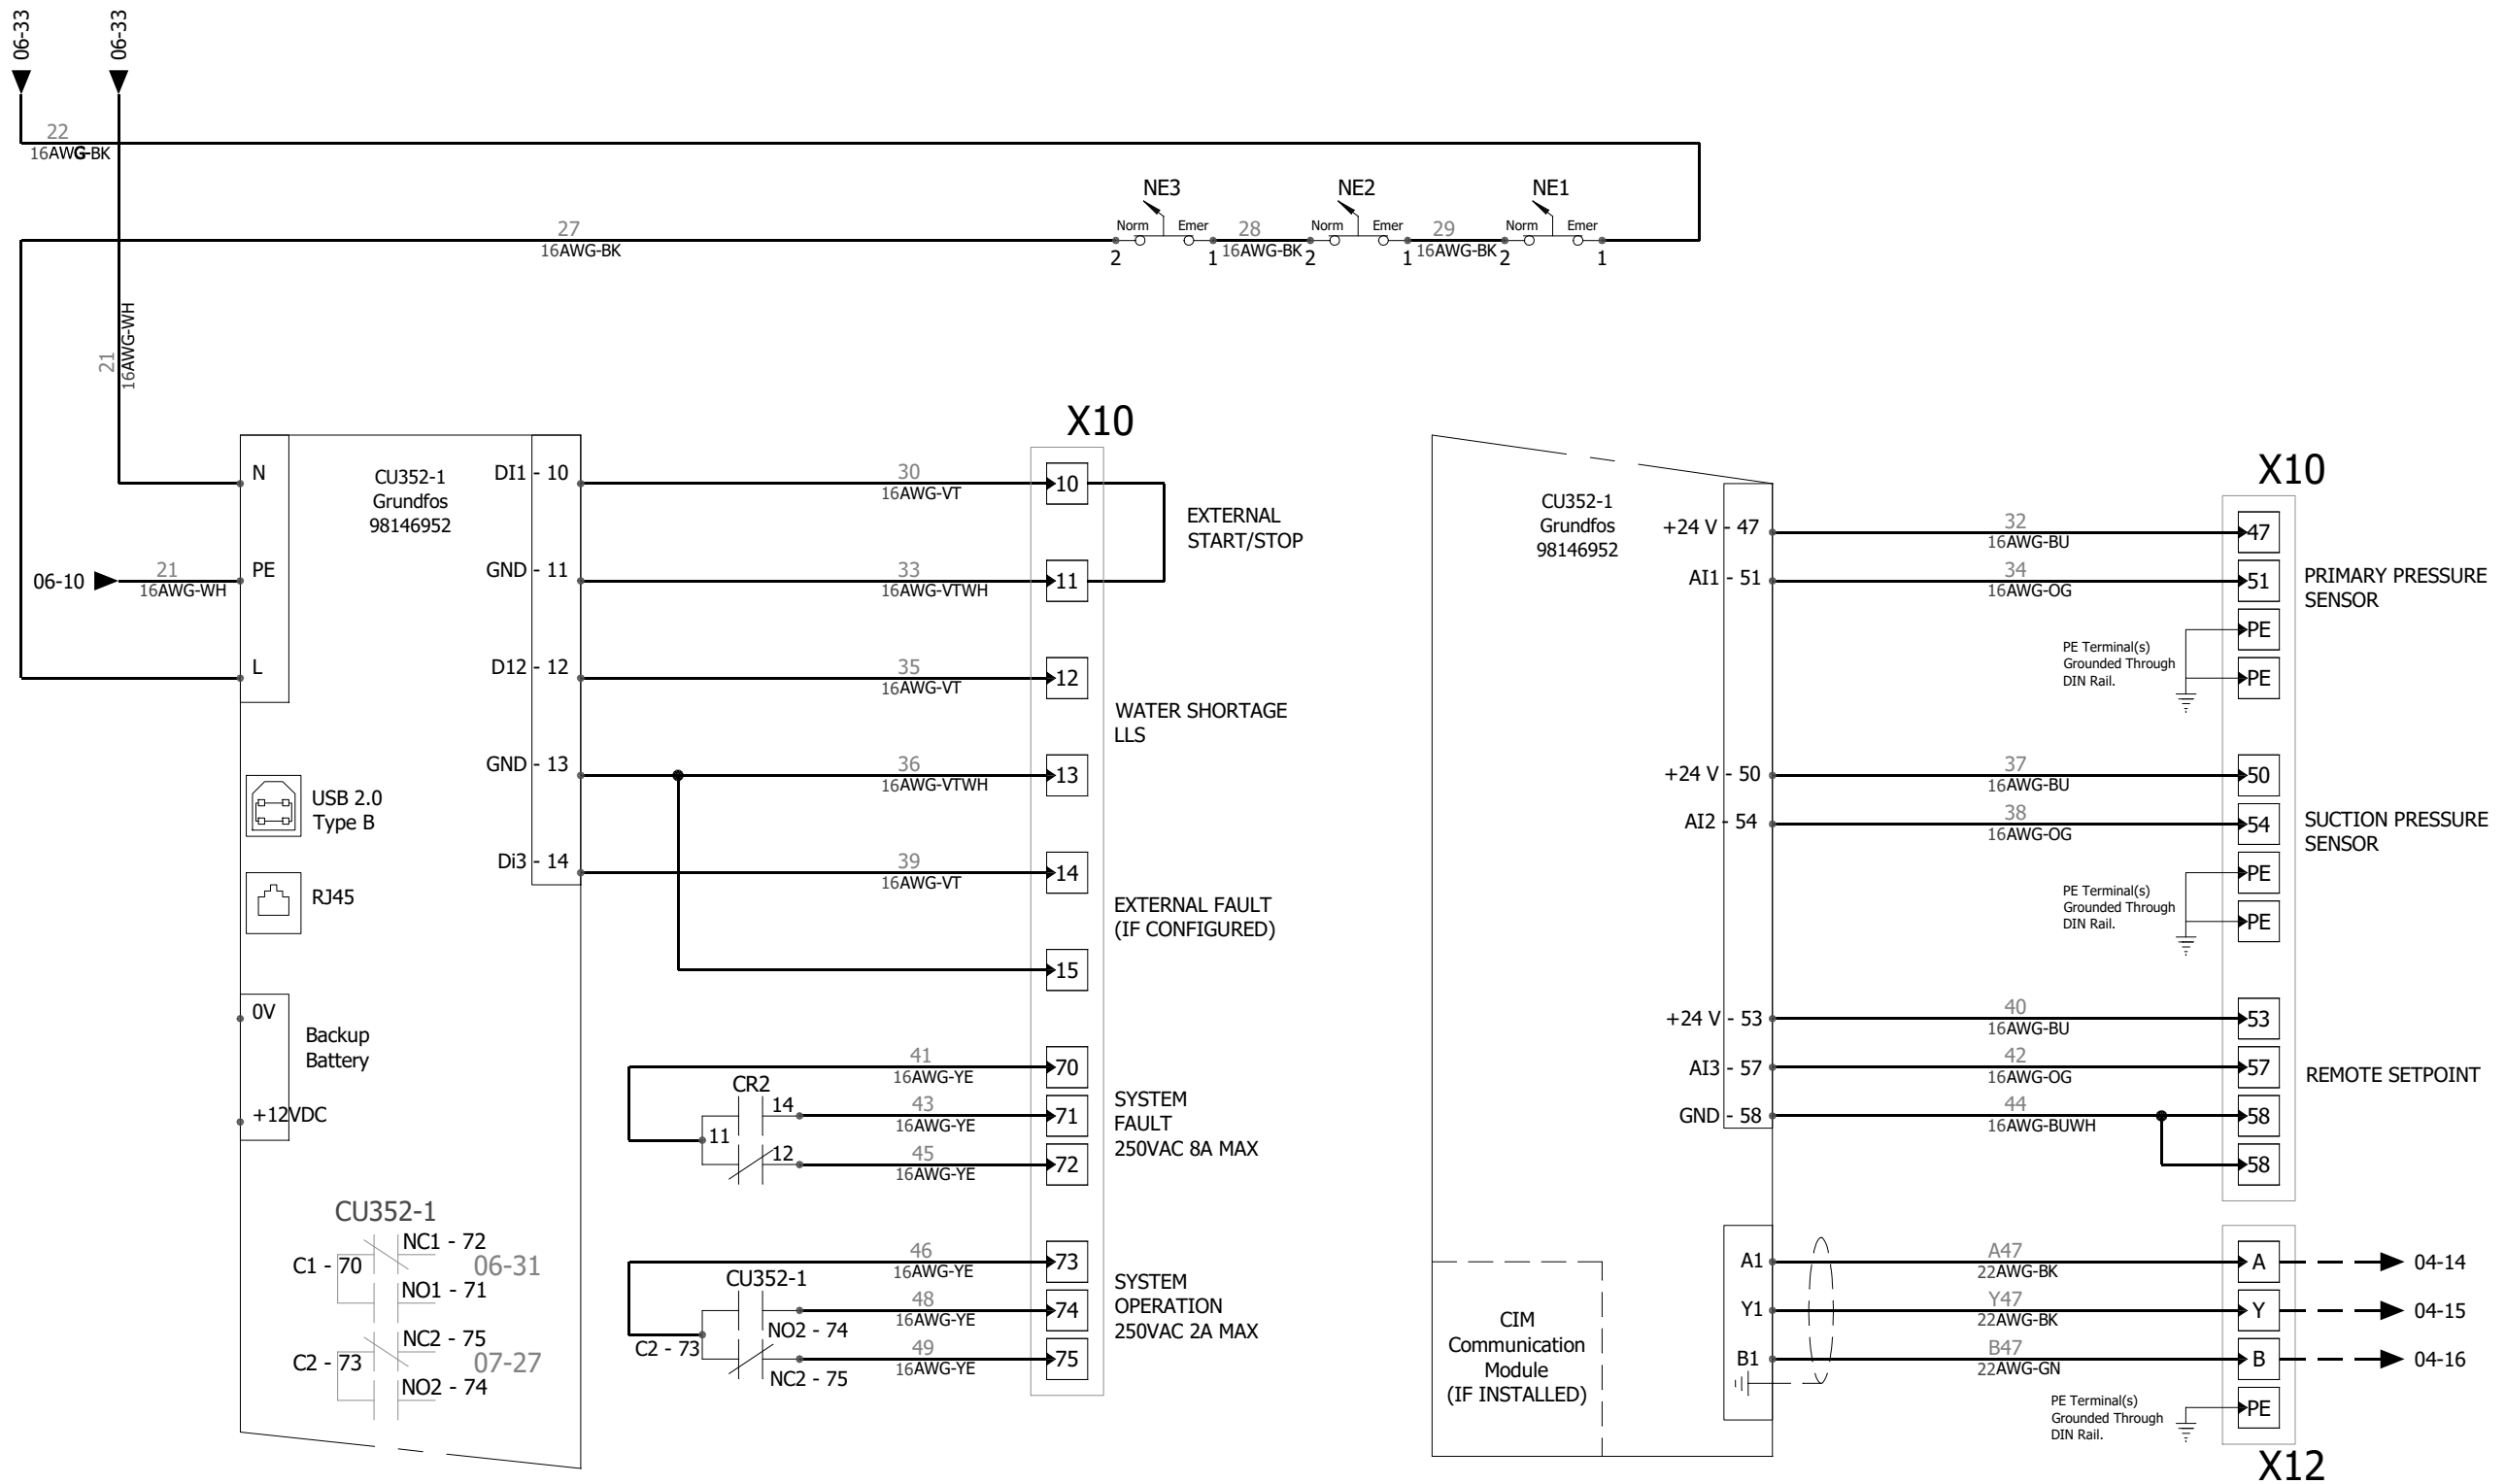 06-33
06-33
22
16AWG-BK
NE3
NE2
NE1
Norm Emer
Norm Emer
Norm Emer
27
16AWG-BK
28
16AWG-BK
29
16AWG-BK
2
1
2
1
2
1
21
16AWG-WH
X10
N
CU352-1
Grundfos
98146952
DI1 - 10
30
16AWG-VT
10
EXTERNAL
START/STOP
06-10
21
16AWG-WH
PE
GND - 11
33
16AWG-VTWH
11
L
D12 - 12
35
16AWG-VT
12
WATER SHORTAGE
LLS
GND - 13
36
16AWG-VTWH
13
USB 2.0
Type B
Di3 - 14
39
16AWG-VT
14
RJ45
EXTERNAL FAULT
(IF CONFIGURED)
15
0V
Backup
Battery
+12VDC
41
16AWG-YE
70
CR2
14
43
16AWG-YE
71
11
12
45
16AWG-YE
72
SYSTEM
FAULT
250VAC 8A MAX
CU352-1
NC1 - 72
C1 - 70
06-31
NO1 - 71
NC2 - 75
C2 - 73
07-27
NO2 - 74
46
16AWG-YE
73
CU352-1
48
16AWG-YE
74
NO2 - 74
C2 - 73
49
16AWG-YE
75
NC2 - 75
SYSTEM
OPERATION
250VAC 2A MAX
X10
CU352-1
Grundfos
98146952
+24 V - 47
32
16AWG-BU
47
AI1 - 51
34
16AWG-OG
51
PRIMARY PRESSURE
SENSOR
PE
PE Terminal(s)
Grounded Through
DIN Rail.
PE
+24 V - 50
37
16AWG-BU
50
AI2 - 54
38
16AWG-OG
54
SUCTION PRESSURE
SENSOR
PE
PE Terminal(s)
Grounded Through
DIN Rail.
PE
+24 V - 53
40
16AWG-BU
53
AI3 - 57
42
16AWG-OG
57
REMOTE SETPOINT
GND - 58
44
16AWG-BUWH
58
58
A1
A47
22AWG-BK
A
04-14
Y1
Y47
22AWG-BK
Y
04-15
B1
B47
22AWG-GN
B
04-16
CIM
Communication
Module
(IF INSTALLED)
PE Terminal(s)
Grounded Through
DIN Rail.
PE
X12